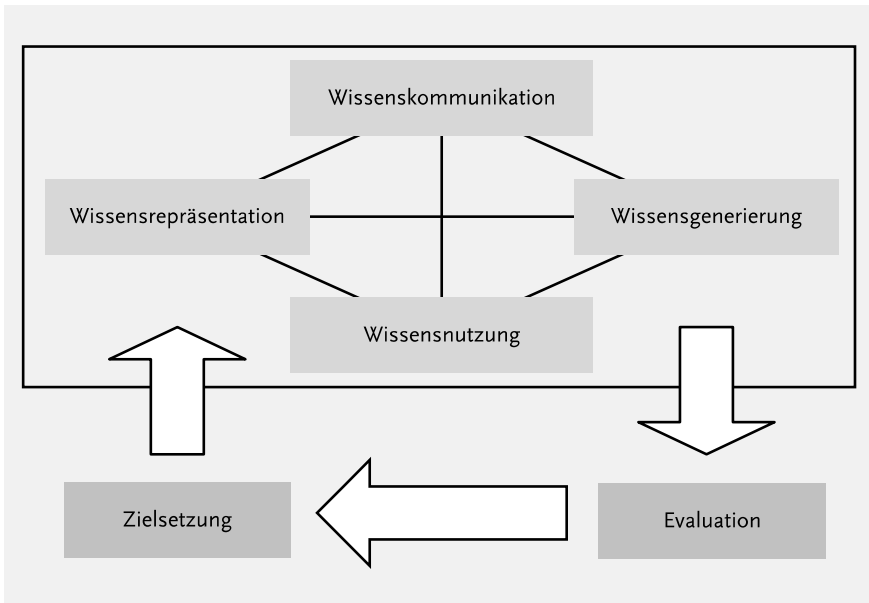 Wissenskommunikation
Wissensrepräsentation
Wissensgenerierung
Wissensnutzung
Zielsetzung
Evaluation